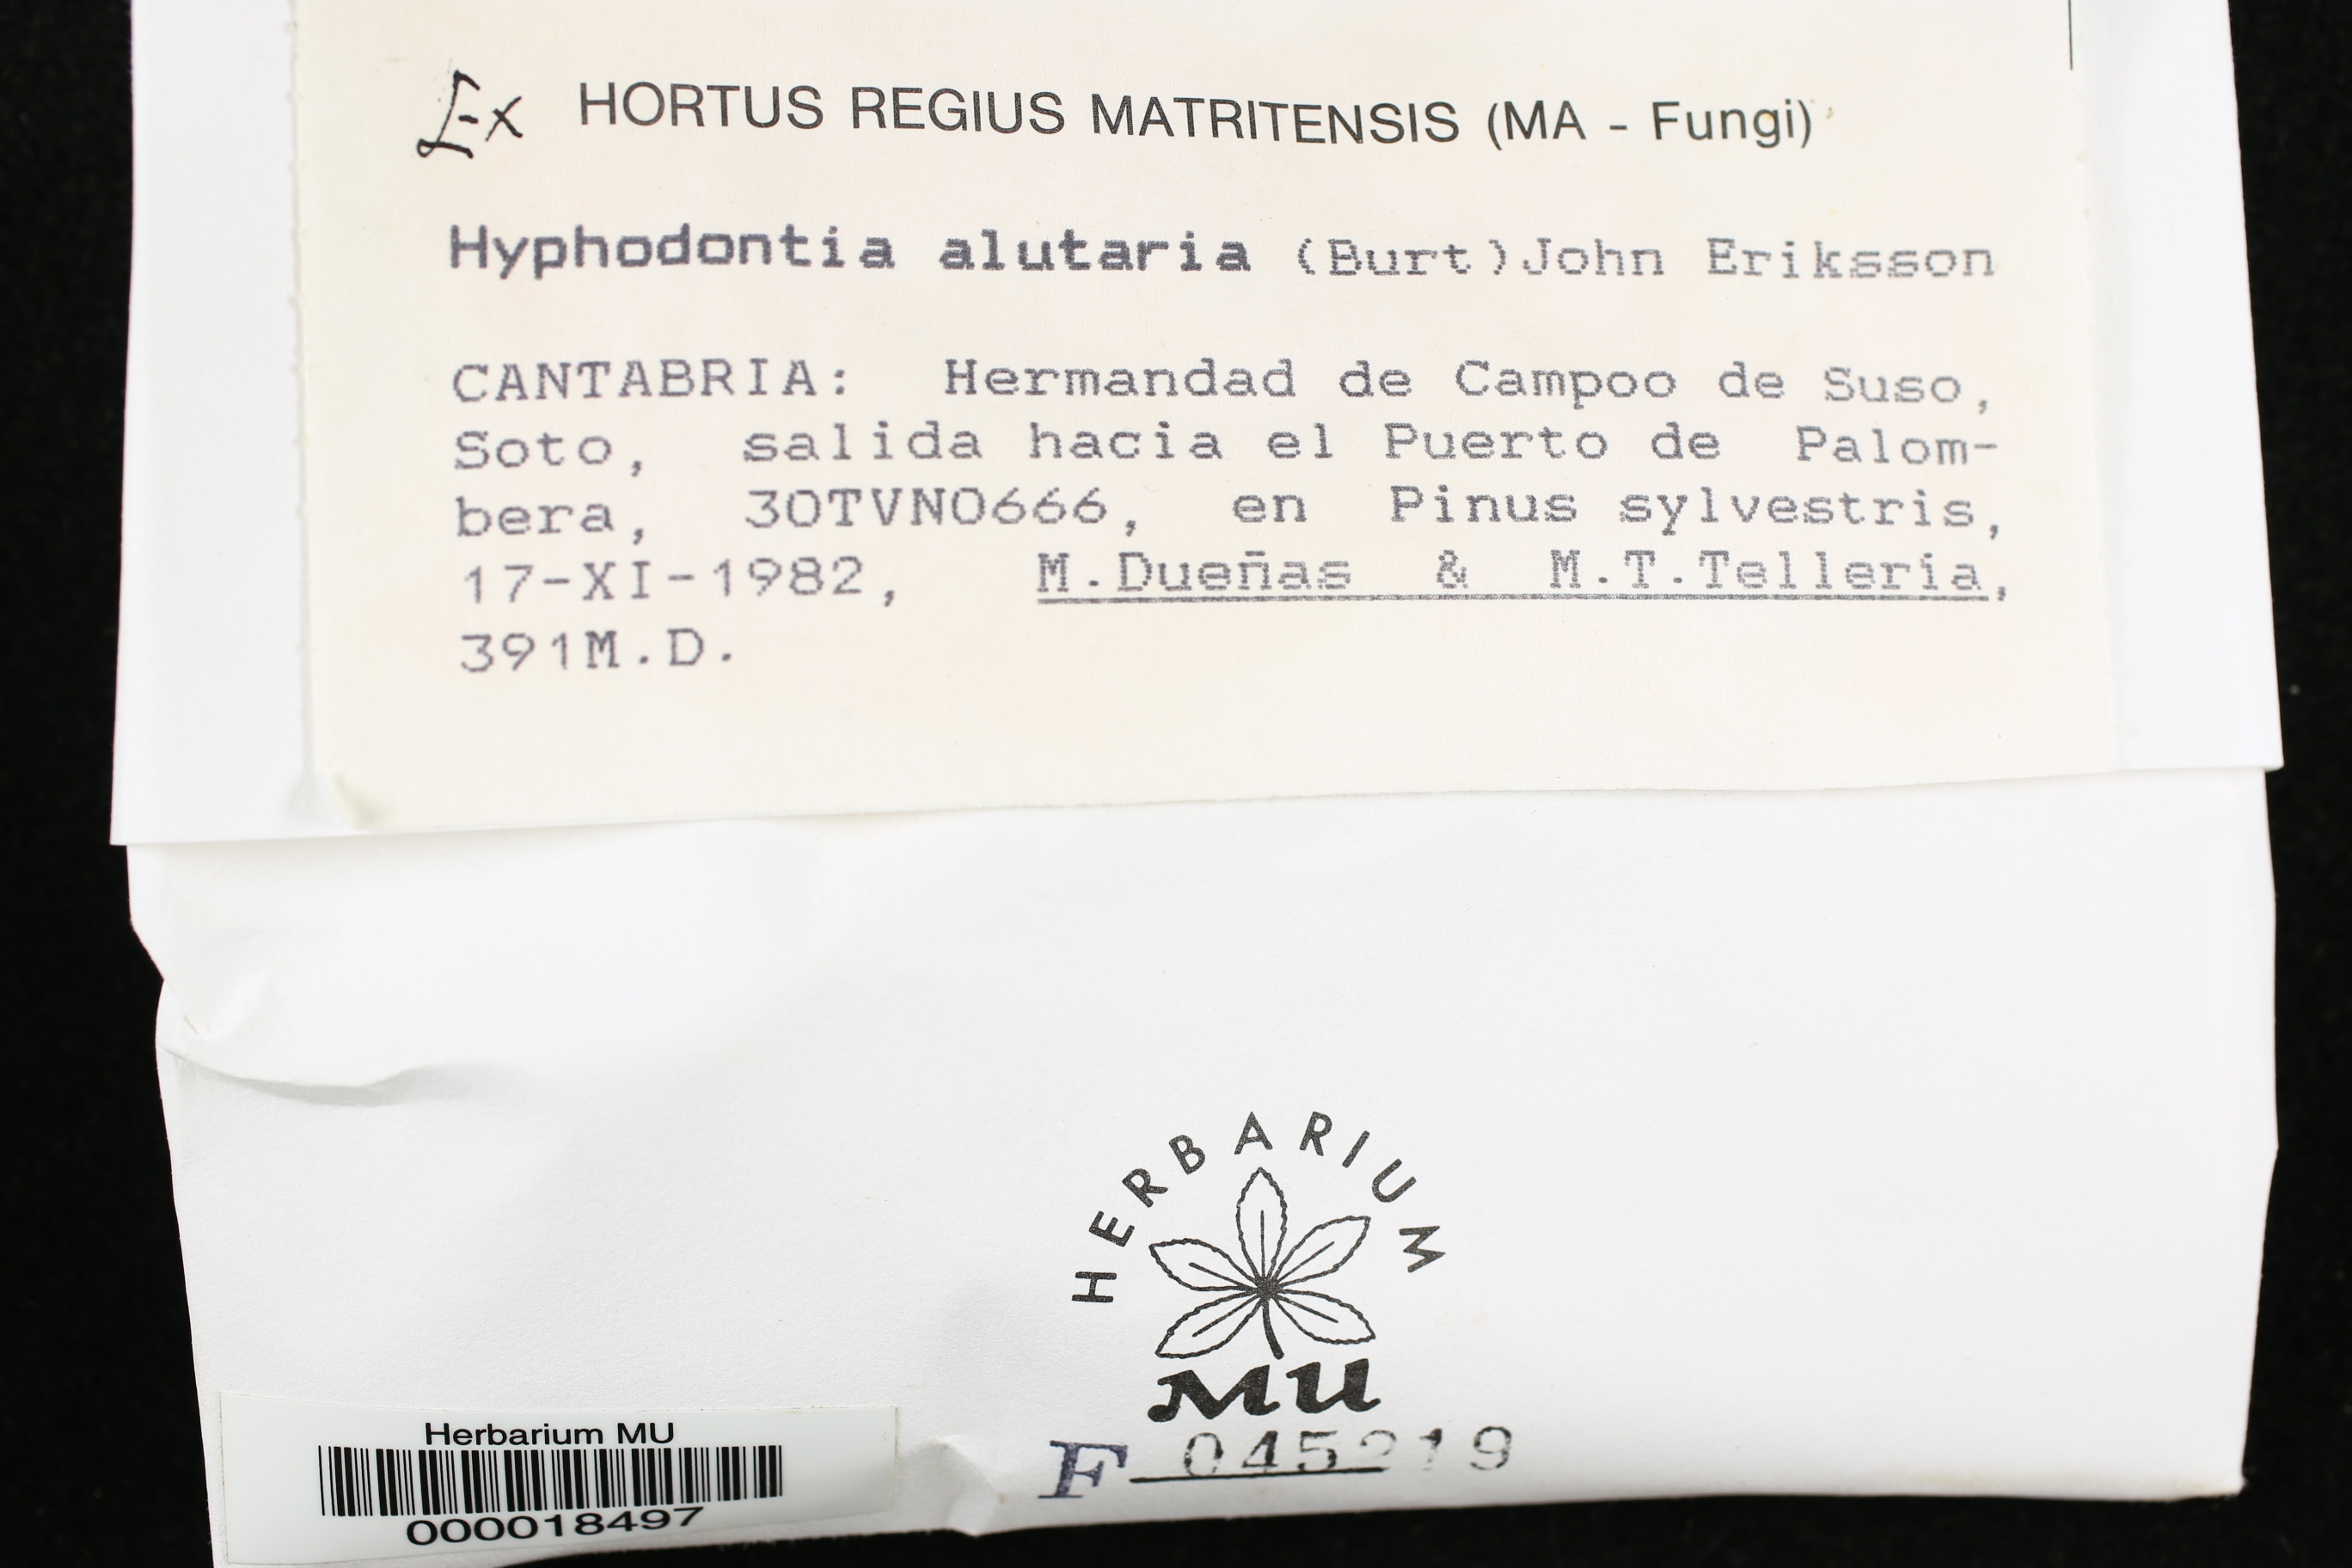 Ex HORTUS REGIUS MATRITENSIS (MA - Fungi)
Hyphodontia alutaria (Burt)John Eriksson
CANTABRIA: Hermandad de Campoo de Suso,
Soto, salida hacia el Puerto de Palom-
bera, 30TVN0666, en Pinus sylvestris,
17-XI-1982, M.Dueñas & M.T.Telleria,
391M.D.
HERBARIUM
MU
F 045219
Herbarium MU
000018497